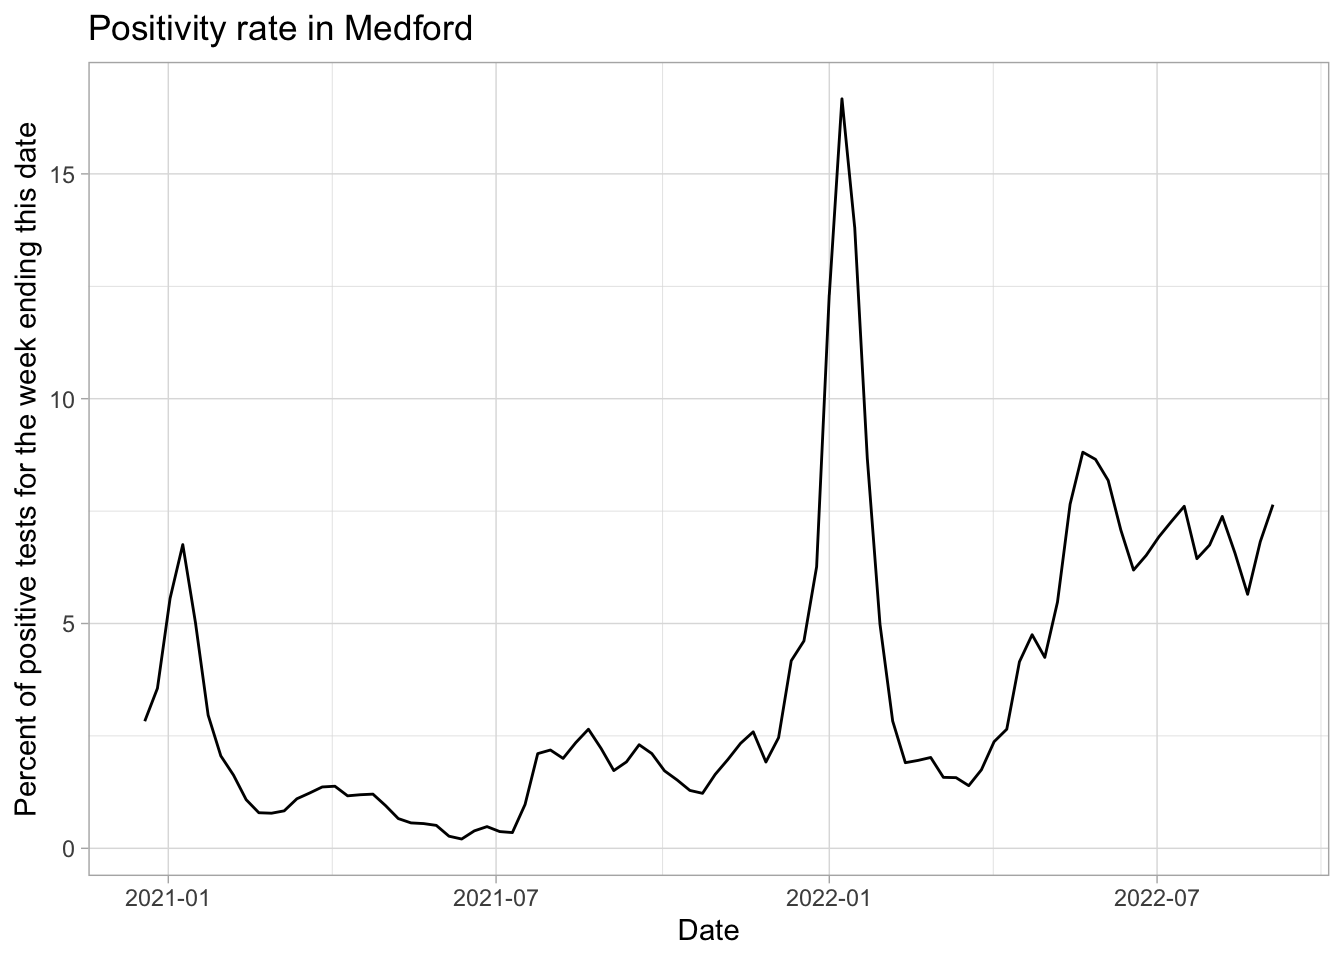 Positivity rate in Medford
Percent of positive tests for the week ending this date
15
10
5
0
2021-01 2021-07 2022-01 2022-07
Date